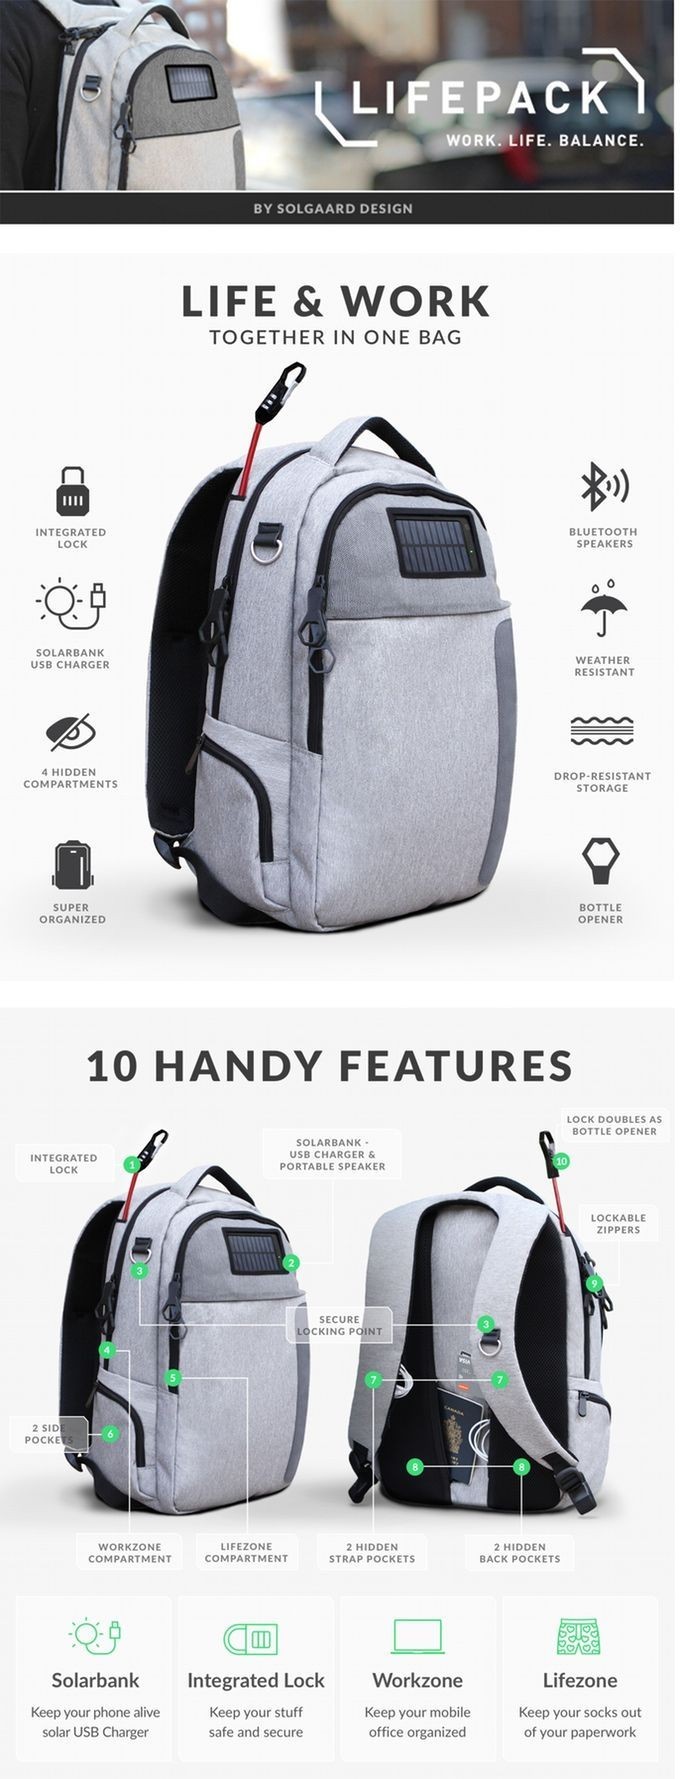 LIFEPACK
WORK. LIFE. BALANCE.
BY SOLGAARD DESIGN
LIFE & WORK
TOGETHER IN ONE BAG
INTEGRATED
LOCK
BLUETOOTH
SPEAKERS
SOLARBANK
USB CHARGER
WEATHER
RESISTANT
4 HIDDEN
COMPARTMENTS
DROP-RESISTANT
STORAGE
SUPER
ORGANIZED
BOTTLE
OPENER
10 HANDY FEATURES
LOCK DOUBLES AS
BOTTLE OPENER
INTEGRATED
LOCK
SOLARBANK -
USB CHARGER &
PORTABLE SPEAKER
1
10
LOCKABLE
ZIPPERS
2
3
9
SECURE
LOCKING POINT
3
4
5
7
7
VISA
CANADA
2 SIDE
POCKETS
6
8
8
WORKZONE
COMPARTMENT
LIFEZONE
COMPARTMENT
2 HIDDEN
STRAP POCKETS
2 HIDDEN
BACK POCKETS
Solarbank
Keep your phone alive
solar USB Charger
Integrated Lock
Keep your stuff
safe and secure
Workzone
Keep your mobile
office organized
Lifezone
Keep your socks out
of your paperwork